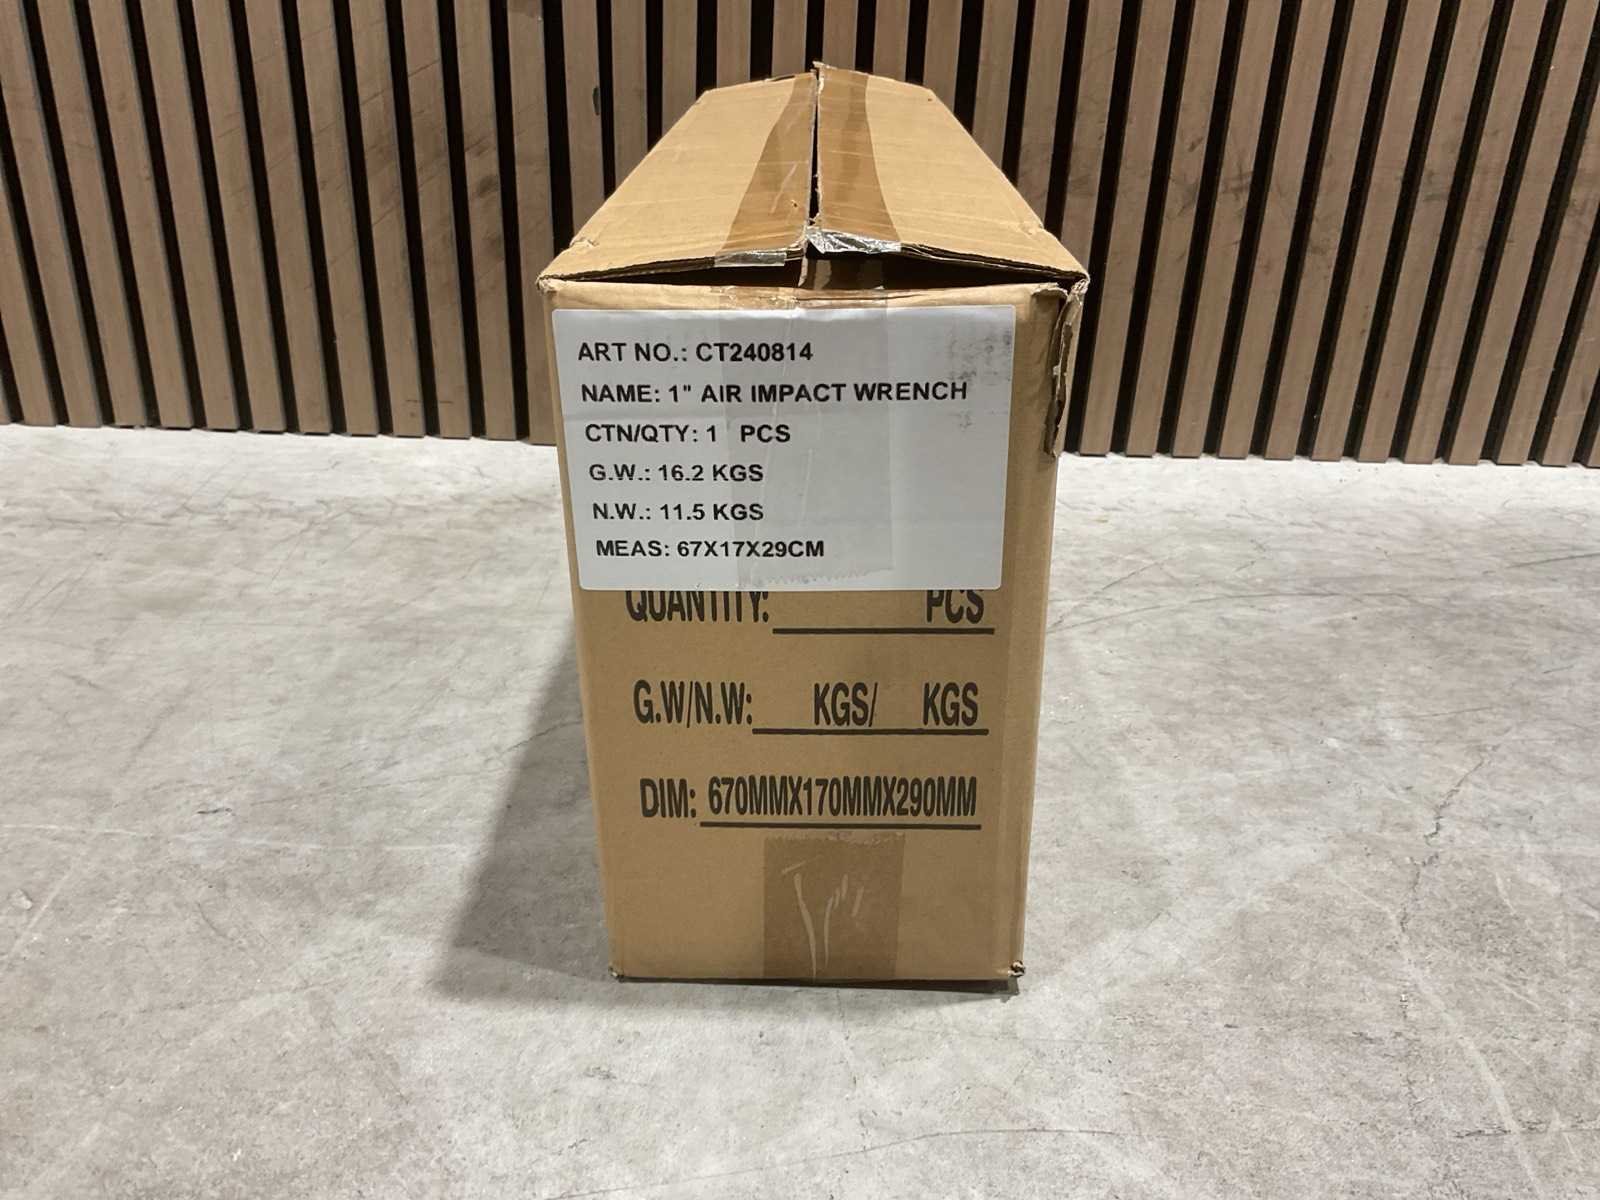 ART NO.: CT240814
NAME: 1" AIR IMPACT WRENCH
CTN/QTY: 1 PCS
G.W.: 16.2 KGS
N.W.: 11.5 KGS
MEAS: 67X17X29CM
QUANTITY: PCS
G.W/N.W: KGS/ KGS
DIM: 670MMX170MMX290MM